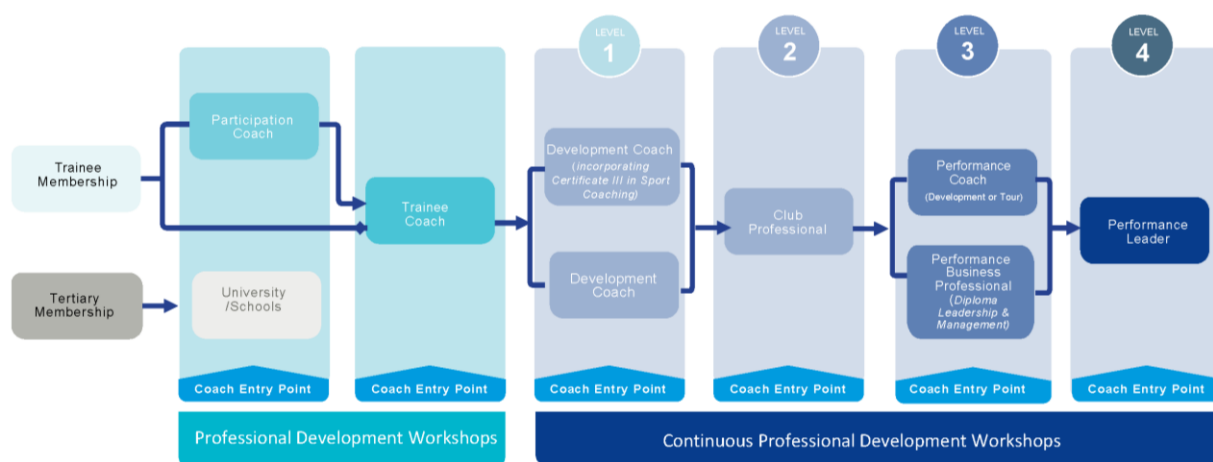 LEVEL
1
LEVEL
2
LEVEL
3
LEVEL
4
Trainee
Membership
Tertiary
Membership
Participation
Coach
University
/Schools
Trainee
Coach
Development Coach
(incorporating
Certificate III in Sport
Coaching)
Development
Coach
Club
Professional
Performance
Coach
(Development or Tour)
Performance
Business
Professional
(Diploma
Leadership &
Management)
Performance
Leader
Coach Entry Point
Coach Entry Point
Coach Entry Point
Coach Entry Point
Coach Entry Point
Coach Entry Point
Professional Development Workshops
Continuous Professional Development Workshops